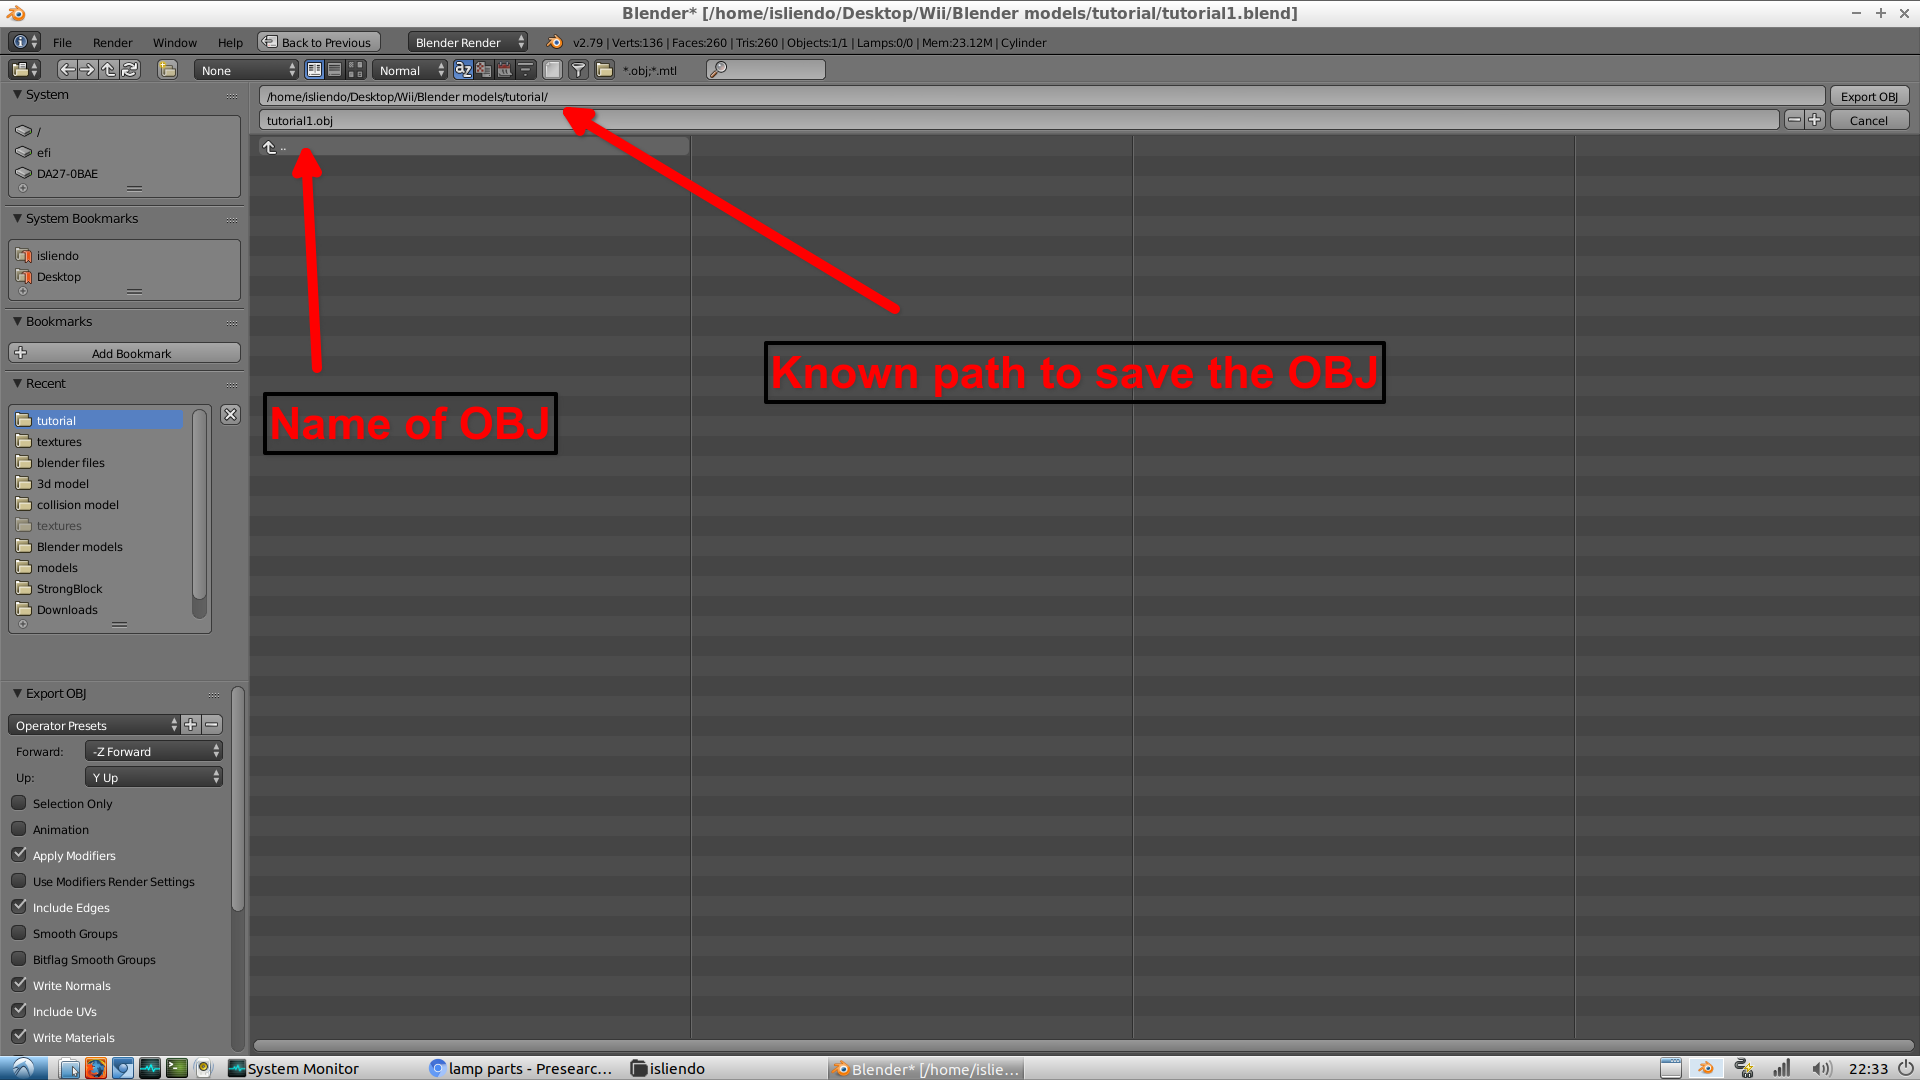 Blender* [/home/isliendo/Desktop/Wii/Blender models/tutorial/tutorial1.blend]
File Render Window Help Back to Previous Blender Render v2.79 | Verts:136 | Faces:260 | Tris:260 | Objects:1/1 | Lamps:0/0 | Mem:23.12M | Cylinder
None Normal *.obj;*.mtl
System
/
efi
DA27-0BAE
System Bookmarks
isliendo
Desktop
Bookmarks
Add Bookmark
Recent
tutorial
textures
blender files
3d model
collision model
textures
Blender models
models
StrongBlock
Downloads
Export OBJ
Operator Presets
Forward: -Z Forward
Up: Y Up
Selection Only
Animation
Apply Modifiers
Use Modifiers Render Settings
Include Edges
Smooth Groups
Bitflag Smooth Groups
Write Normals
Include UVs
Write Materials
/home/isliendo/Desktop/Wii/Blender models/tutorial/ Export OBJ
tutorial1.obj Cancel
..
Known path to save the OBJ
Name of OBJ
System Monitor lamp parts - Presearc... isliendo Blender* [/home/islie... 22:33